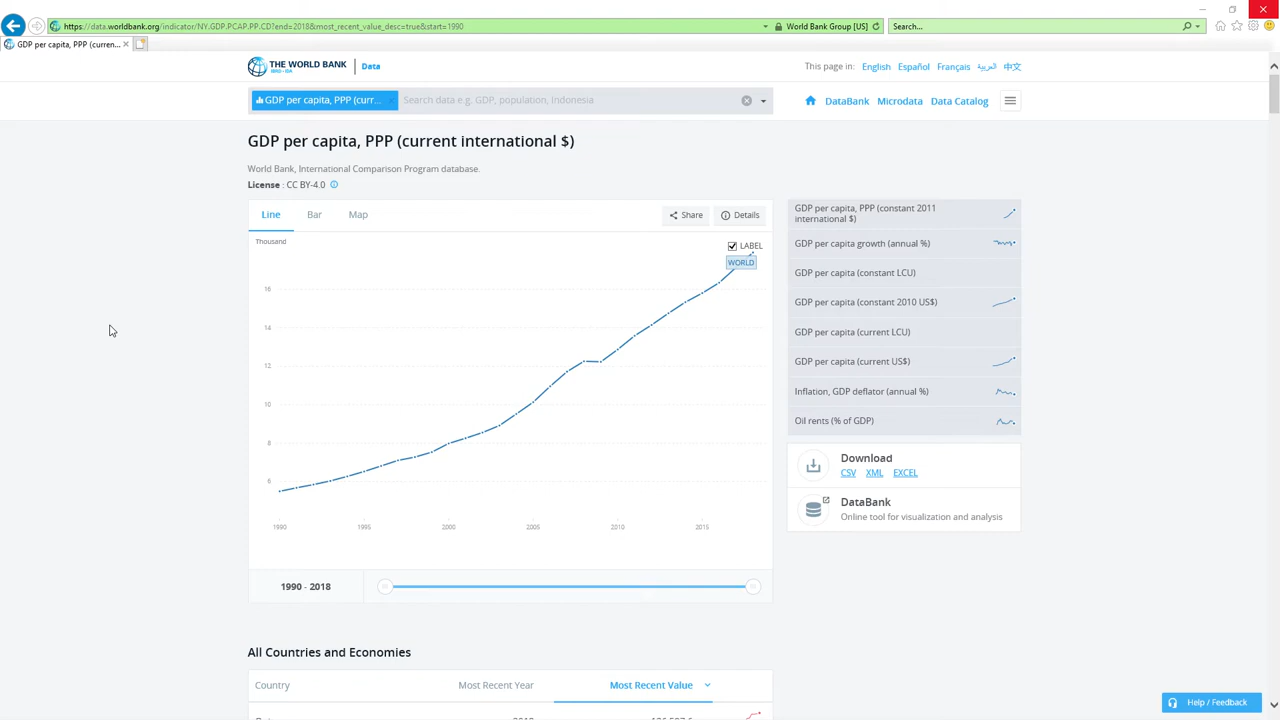 https://data.worldbank.org/indicator/NY.GDP.PCAP.PP.CD?end=2018&most_recent_value_desc=true&start=1990
World Bank Group [US]
Search...
GDP per capita, PPP (curren...
THE WORLD BANK
IBRD • IDA
Data
This page in: English Español Français العربية 中文
GDP per capita, PPP (curr...
Search data e.g. GDP, population, Indonesia
DataBank Microdata Data Catalog
GDP per capita, PPP (current international $)
World Bank, International Comparison Program database.
License : CC BY-4.0
Line Bar Map
Share Details
Thousand
LABEL
WORLD
16
14
12
10
8
6
1990 1995 2000 2005 2010 2015
1990 - 2018
GDP per capita, PPP (constant 2011
international $)
GDP per capita growth (annual %)
GDP per capita (constant LCU)
GDP per capita (constant 2010 US$)
GDP per capita (current LCU)
GDP per capita (current US$)
Inflation, GDP deflator (annual %)
Oil rents (% of GDP)
Download
CSV XML EXCEL
DataBank
Online tool for visualization and analysis
All Countries and Economies
Country Most Recent Year Most Recent Value
Help / Feedback